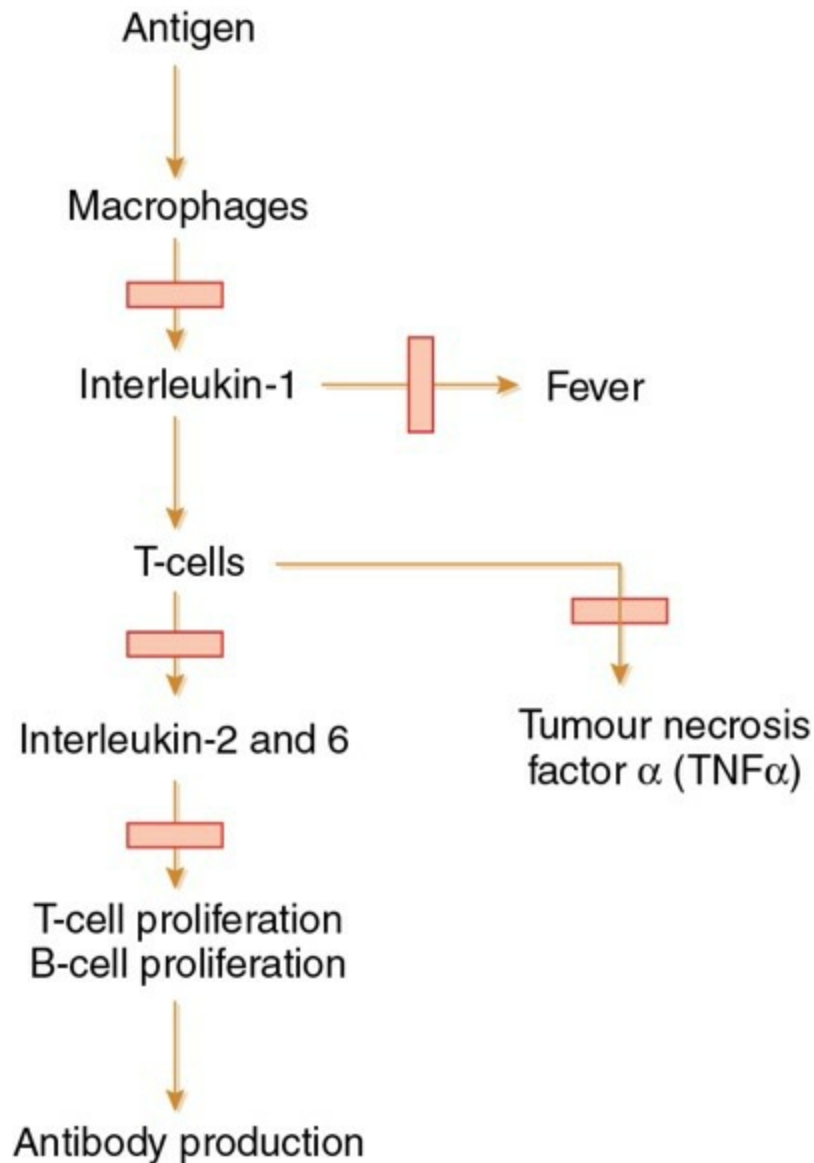 Antigen
Macrophages
Interleukin-1
Fever
T-cells
Interleukin-2 and 6
Tumour necrosis
factor α (TNFα)
T-cell proliferation
B-cell proliferation
Antibody production